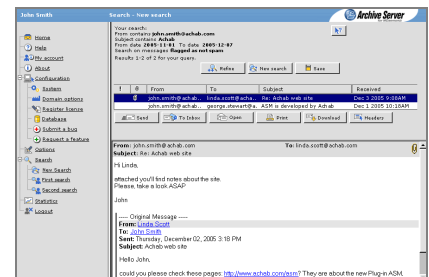 John Smith
Search - New search
Archive Server
Home
Help
My account
About
Configuration
System
Domain options
Register license
Database
Submit a bug
Request a feature
Options
Search
New Search
First search
Second search
Statistics
Logout
Your search:
From contains john.smith@achab.com
Subject contains Achab
From date 2005-11-01 To date 2005-12-07
Search on messages flagged as not spam
Results 1-2 of 2 for your query.
Refine New search Save
! From To Subject Received
john.smith@achab.. linda.scott@achab.. Re: Achab web site Dec 3 2005 9:08AM
john.smith@achab.. george.stewart@a.. ASM is developed by Achab Dec 1 2005 10:18AM
Send To Inbox Open Print Download Headers
From: john.smith@achab.com To: linda.scott@achab.com
Subject: Re: Achab web site
Hi Linda,
attached you'll find notes about the site.
Please, take a look ASAP
John
----- Original Message -----
From: Linda Scott
To: John Smith
Sent: Thursday, December 02, 2005 3:18 PM
Subject: Achab web site
Hello John,
could you please check these pages: http://www.achab.com/asm? They are about the new Plug-in ASM,